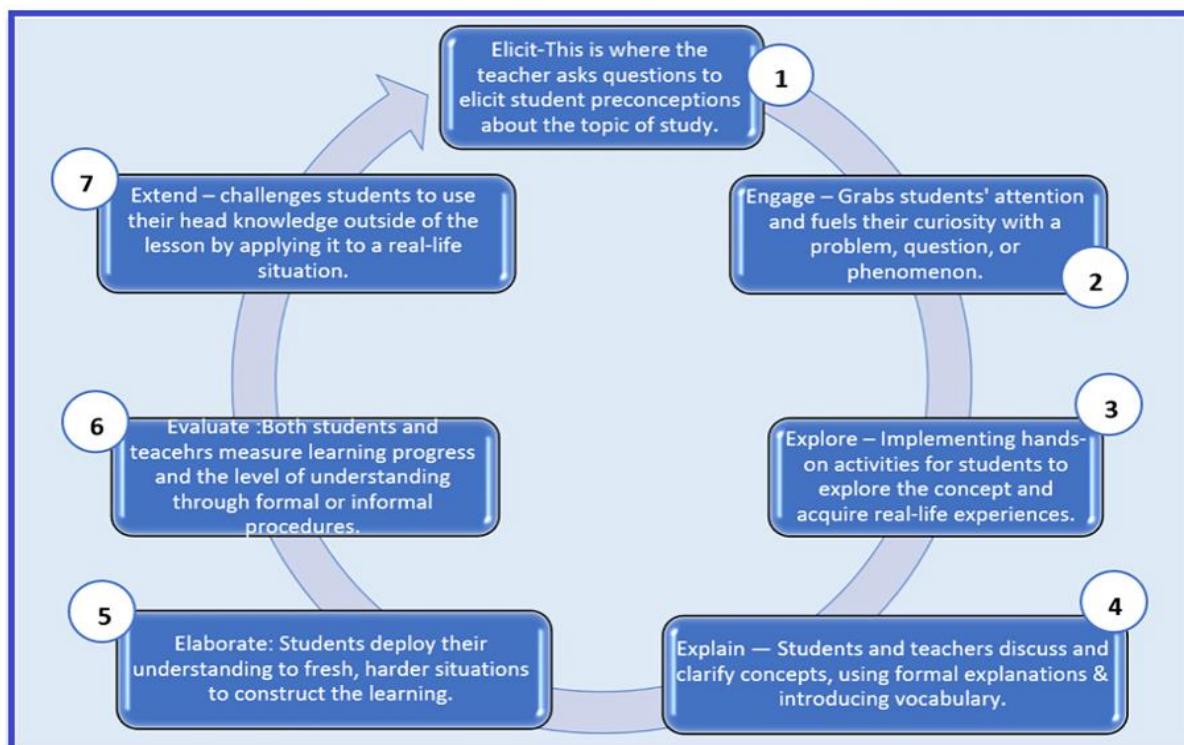 Elicit-This is where the
teacher asks questions to
elicit student preconceptions
about the topic of study.
1
Engage – Grabs students' attention
and fuels their curiosity with a
problem, question, or
phenomenon.
2
Explore – Implementing hands-
on activities for students to
explore the concept and
acquire real-life experiences.
3
Explain — Students and teachers discuss and
clarify concepts, using formal explanations &
introducing vocabulary.
4
Elaborate: Students deploy their
understanding to fresh, harder situations
to construct the learning.
5
Evaluate :Both students and
teacehrs measure learning progress
and the level of understanding
through formal or informal
procedures.
6
Extend – challenges students to use
their head knowledge outside of the
lesson by applying it to a real-life
situation.
7